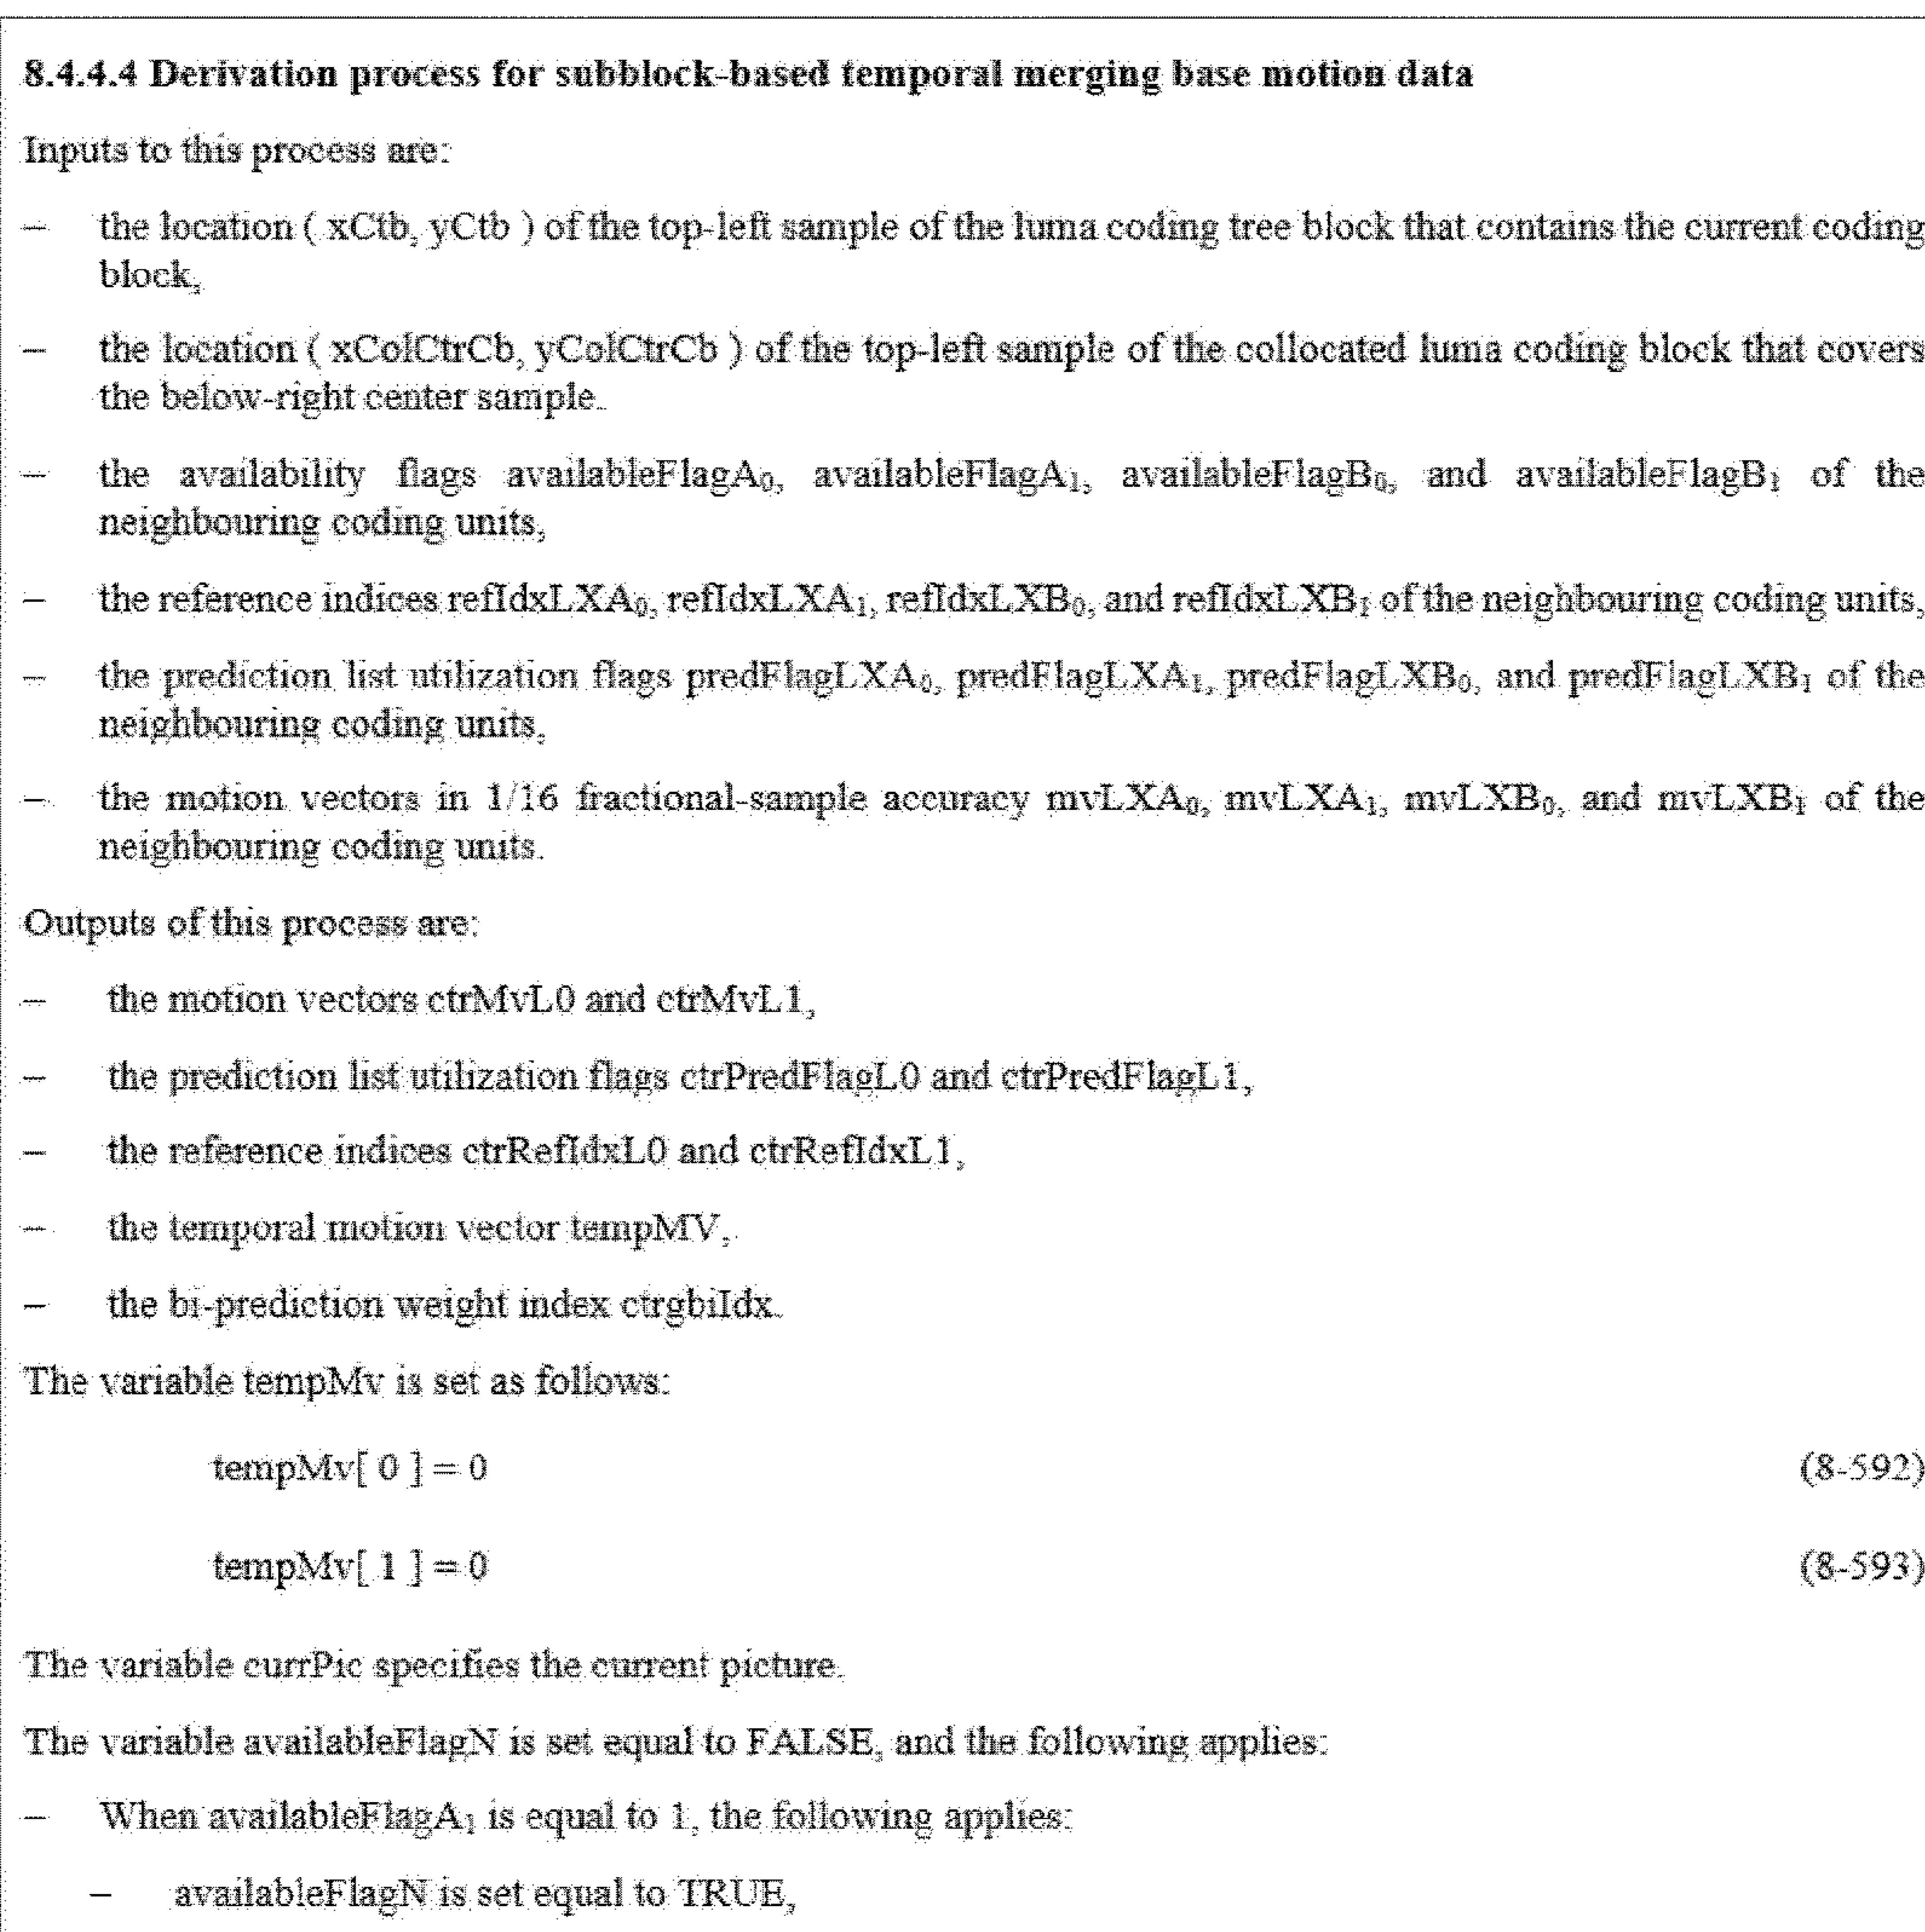 8.4.4.4 Derivation process for subblock-based temporal merging base motion data
Inputs to this process are:
– the location ( xCtb, yCtb ) of the top-left sample of the luma coding tree block that contains the current coding
block,
– the location ( xColCtrCb, yColCtrCb ) of the top-left sample of the collocated luma coding block that covers
the below-right center sample.
– the availability flags availableFlagA₀, availableFlagA₁, availableFlagB₀, and availableFlagB₁ of the
neighbouring coding units,
– the reference indices refIdxLXA₀, refIdxLXA₁, refIdxLXB₀, and refIdxLXB₁ of the neighbouring coding units,
– the prediction list utilization flags predFlagLXA₀, predFlagLXA₁, predFlagLXB₀, and predFlagLXB₁ of the
neighbouring coding units,
– the motion vectors in 1/16 fractional-sample accuracy mvLXA₀, mvLXA₁, mvLXB₀, and mvLXB₁ of the
neighbouring coding units.
Outputs of this process are:
– the motion vectors ctrMvL0 and ctrMvL1,
– the prediction list utilization flags ctrPredFlagL0 and ctrPredFlagL1,
– the reference indices ctrRefIdxL0 and ctrRefIdxL1,
– the temporal motion vector tempMV,
– the bi-prediction weight index ctrgbiIdx.
The variable tempMv is set as follows:
tempMv[ 0 ] = 0 (8-592)
tempMv[ 1 ] = 0 (8-593)
The variable currPic specifies the current picture.
The variable availableFlagN is set equal to FALSE, and the following applies:
– When availableFlagA₁ is equal to 1, the following applies:
– availableFlagN is set equal to TRUE,